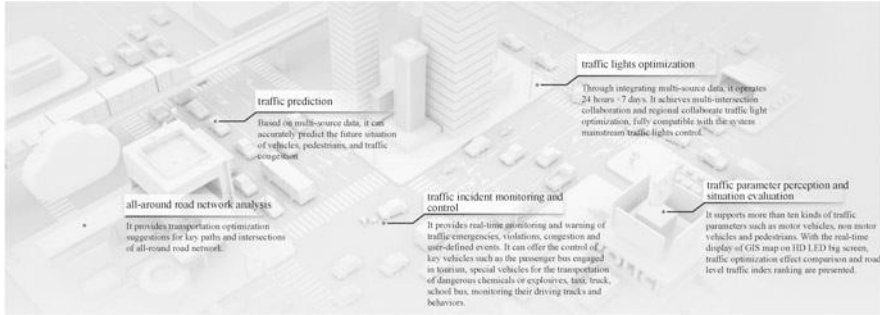 traffic lights optimization
Through integrating multi-source data, it operates
24 hours ×7 days. It achieves multi-intersection
collaboration and regional collaborate traffic light
optimization, fully compatible with the system
mainstream traffic lights control.
traffic prediction
Based on multi-source data, it can
accurately predict the future situation
of vehicles, pedestrians, and traffic
congestion
all-around road network analysis
It provides transportation optimization
suggestions for key paths and intersections
of all-around road network.
traffic incident monitoring and
control
It provides real-time monitoring and warning of
traffic emergencies, violations, congestion and
user-defined events. It can offer the control of
key vehicles such as the passenger bus engaged
in tourism, special vehicles for the transportation
of dangerous chemicals or explosives, taxi, truck,
school bus, monitoring their driving tracks and
behaviors.
traffic parameter perception and
situation evaluation
It supports more than ten kinds of traffic
parameters such as motor vehicles, non motor
vehicles and pedestrians. With the real-time
display of GIS map on HD LED big screen,
traffic optimization effect comparison and road
level traffic index ranking are presented.